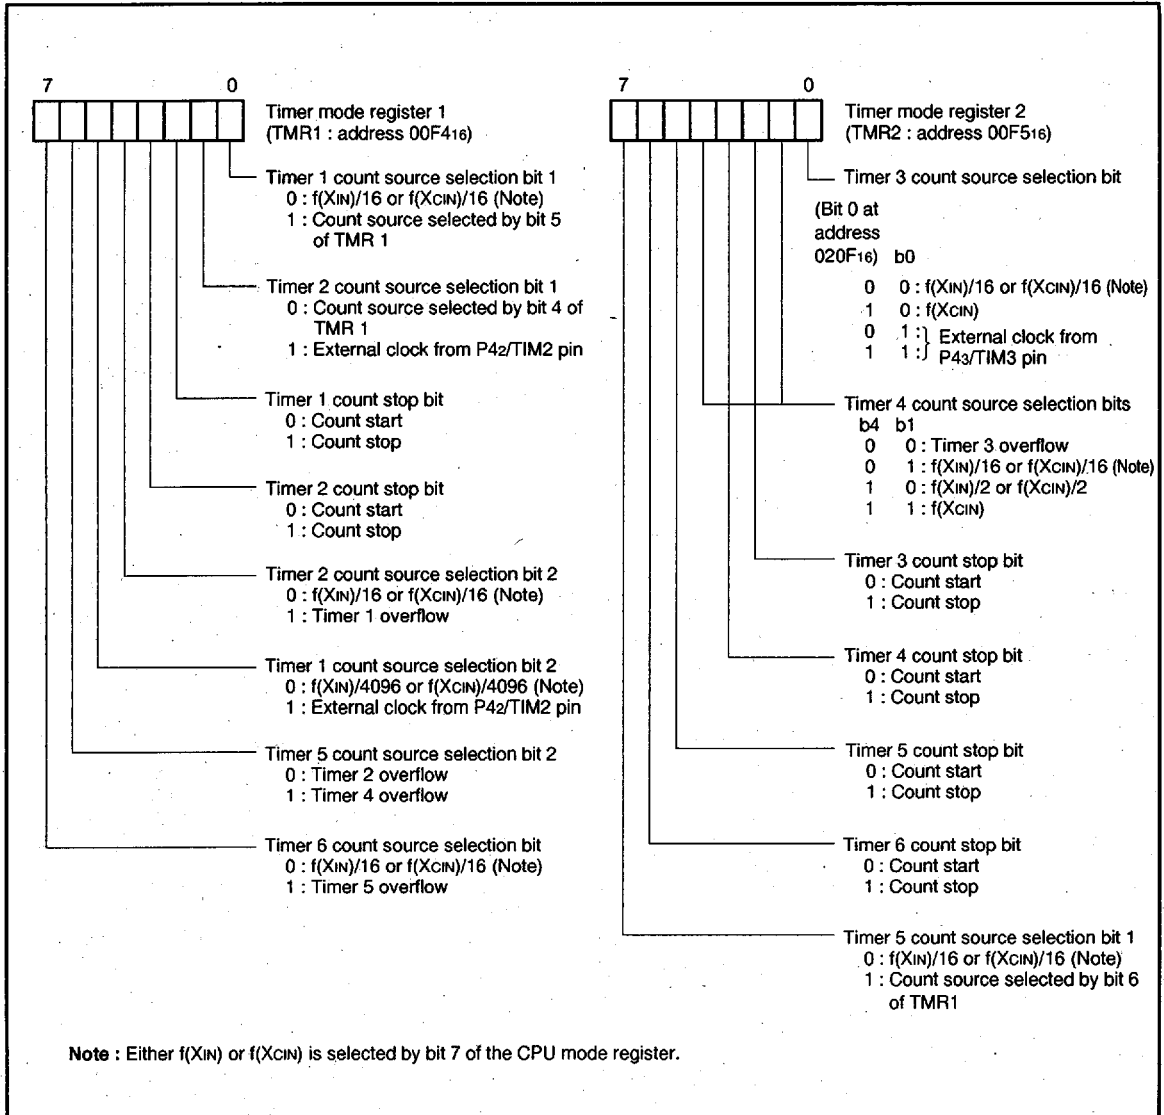 7 0
Timer mode register 1
(TMR1 : address 00F416)
Timer 1 count source selection bit 1
0 : f(XIN)/16 or f(XCIN)/16 (Note)
1 : Count source selected by bit 5
of TMR 1
Timer 2 count source selection bit 1
0 : Count source selected by bit 4 of
TMR 1
1 : External clock from P42/TIM2 pin
Timer 1 count stop bit
0 : Count start
1 : Count stop
Timer 2 count stop bit
0 : Count start
1 : Count stop
Timer 2 count source selection bit 2
0 : f(XIN)/16 or f(XCIN)/16 (Note)
1 : Timer 1 overflow
Timer 1 count source selection bit 2
0 : f(XIN)/4096 or f(XCIN)/4096 (Note)
1 : External clock from P42/TIM2 pin
Timer 5 count source selection bit 2
0 : Timer 2 overflow
1 : Timer 4 overflow
Timer 6 count source selection bit
0 : f(XIN)/16 or f(XCIN)/16 (Note)
1 : Timer 5 overflow
7 0
Timer mode register 2
(TMR2 : address 00F516)
Timer 3 count source selection bit
(Bit 0 at
address
020F16) b0
0 0 : f(XIN)/16 or f(XCIN)/16 (Note)
1 0 : f(XCIN)
0 1 : External clock from
1 1 : P43/TIM3 pin
Timer 4 count source selection bits
b4 b1
0 0 : Timer 3 overflow
0 1 : f(XIN)/16 or f(XCIN)/16 (Note)
1 0 : f(XIN)/2 or f(XCIN)/2
1 1 : f(XCIN)
Timer 3 count stop bit
0 : Count start
1 : Count stop
Timer 4 count stop bit
0 : Count start
1 : Count stop
Timer 5 count stop bit
0 : Count start
1 : Count stop
Timer 6 count stop bit
0 : Count start
1 : Count stop
Timer 5 count source selection bit 1
0 : f(XIN)/16 or f(XCIN)/16 (Note)
1 : Count source selected by bit 6
of TMR1
Note : Either f(XIN) or f(XCIN) is selected by bit 7 of the CPU mode register.